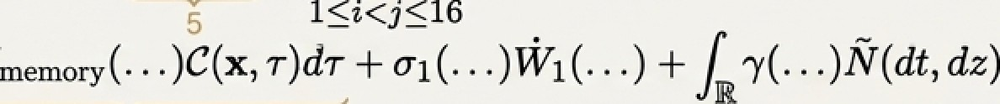 5 1≤i<j≤16
memory(...)𝒞(𝐱, τ)dτ + σ₁(...)Ẇ₁(...) + ∫_ℝ γ(...)Ñ(dt, dz)